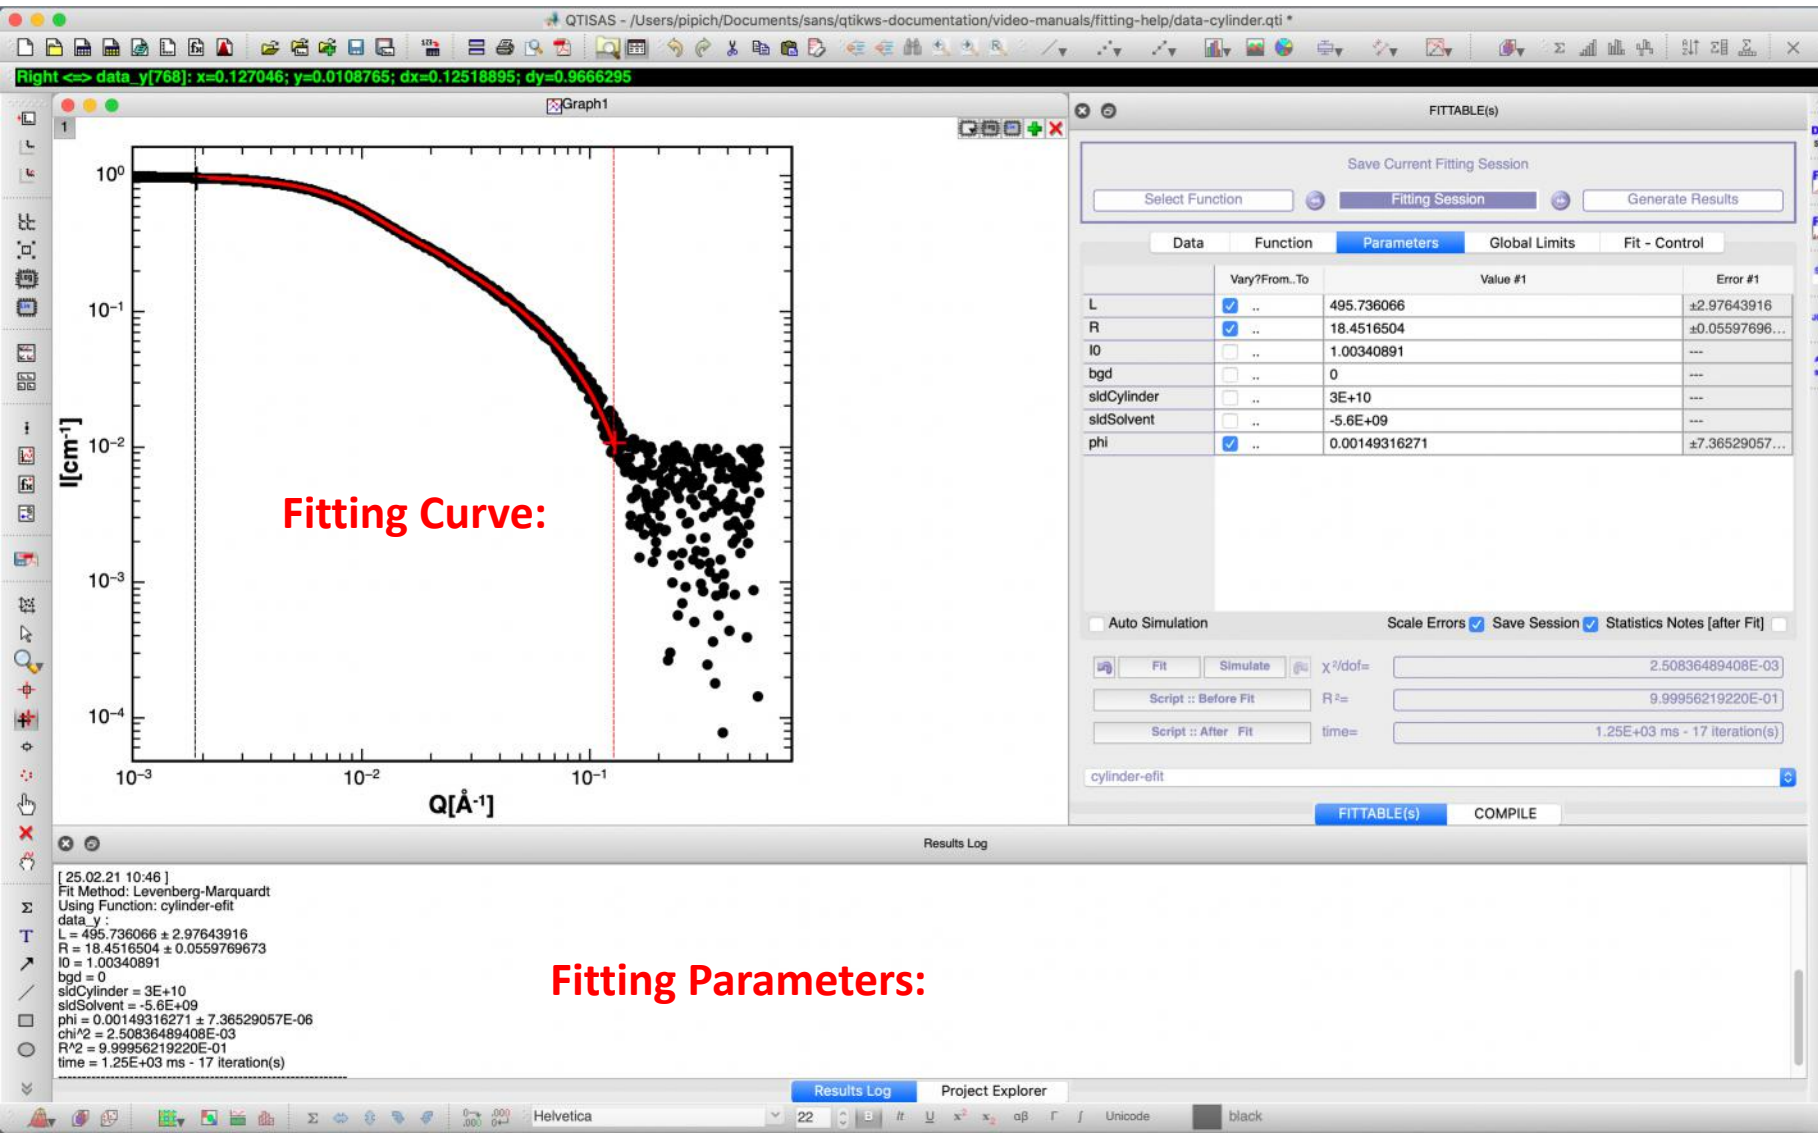 QTISAS - /Users/pipich/Documents/sans/qtikws-documentation/video-manuals/fitting-help/data-cylinder.qti *
Right <=> data_y[768]: x=0.127046; y=0.0108765; dx=0.12518895; dy=0.9666295
Graph1
1
10⁰
10⁻¹
10⁻²
10⁻³
10⁻⁴
I[cm⁻¹]
10⁻³
10⁻²
10⁻¹
Q[Å⁻¹]
Fitting Curve:
FITTABLE(s)
Save Current Fitting Session
Select Function
Fitting Session
Generate Results
Data
Function
Parameters
Global Limits
Fit - Control
Vary?From..To
Value #1
Error #1
L .. 495.736066 ±2.97643916
R .. 18.4516504 ±0.05597696...
I0 .. 1.00340891 ---
bgd .. 0 ---
sldCylinder .. 3E+10 ---
sldSolvent .. -5.6E+09 ---
phi .. 0.00149316271 ±7.36529057...
Auto Simulation
Scale Errors
Save Session
Statistics Notes [after Fit]
Fit
Simulate
χ²/dof=
2.50836489408E-03
Script :: Before Fit
R²=
9.99956219220E-01
Script :: After Fit
time=
1.25E+03 ms - 17 iteration(s)
cylinder-efit
FITTABLE(s)
COMPILE
Results Log
[ 25.02.21 10:46 ]
Fit Method: Levenberg-Marquardt
Using Function: cylinder-efit
data_y :
L = 495.736066 ± 2.97643916
R = 18.4516504 ± 0.0559769673
I0 = 1.00340891
bgd = 0
sldCylinder = 3E+10
sldSolvent = -5.6E+09
phi = 0.00149316271 ± 7.36529057E-06
chi^2 = 2.50836489408E-03
R^2 = 9.99956219220E-01
time = 1.25E+03 ms - 17 iteration(s)
Fitting Parameters:
Results Log
Project Explorer
Helvetica
22
B
It
U
x²
x₂
αβ
Γ
∫
Unicode
black